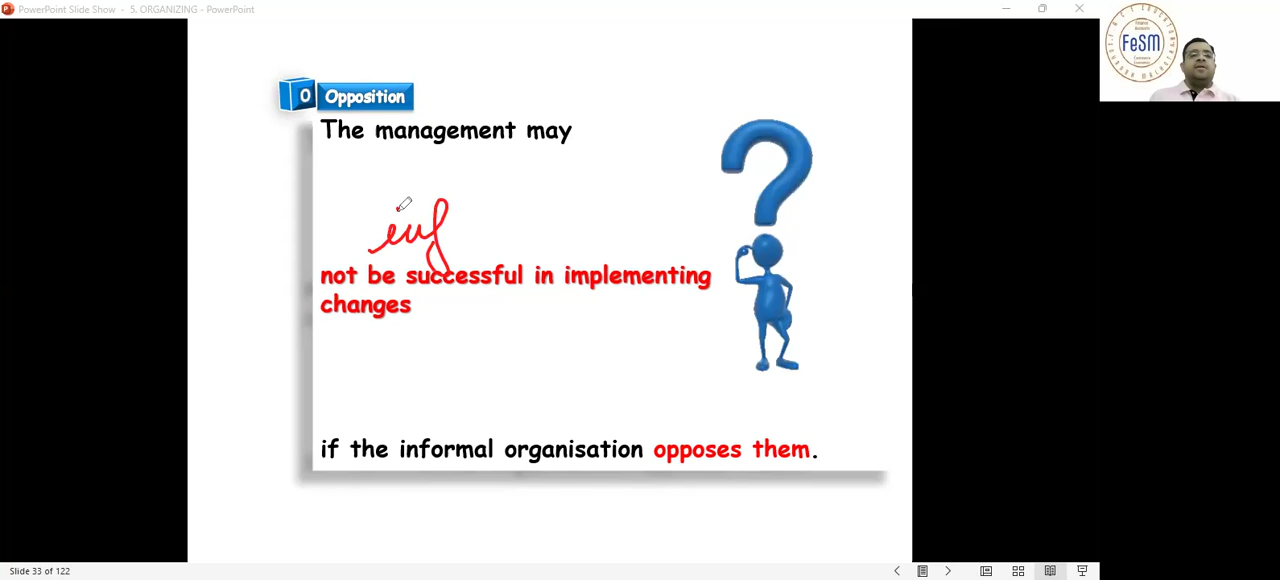 PowerPoint Slide Show - 5. ORGANIZING - PowerPoint
FeSM
O Opposition
The management may
inf
not be successful in implementing
changes
if the informal organisation opposes them.
Slide 33 of 122